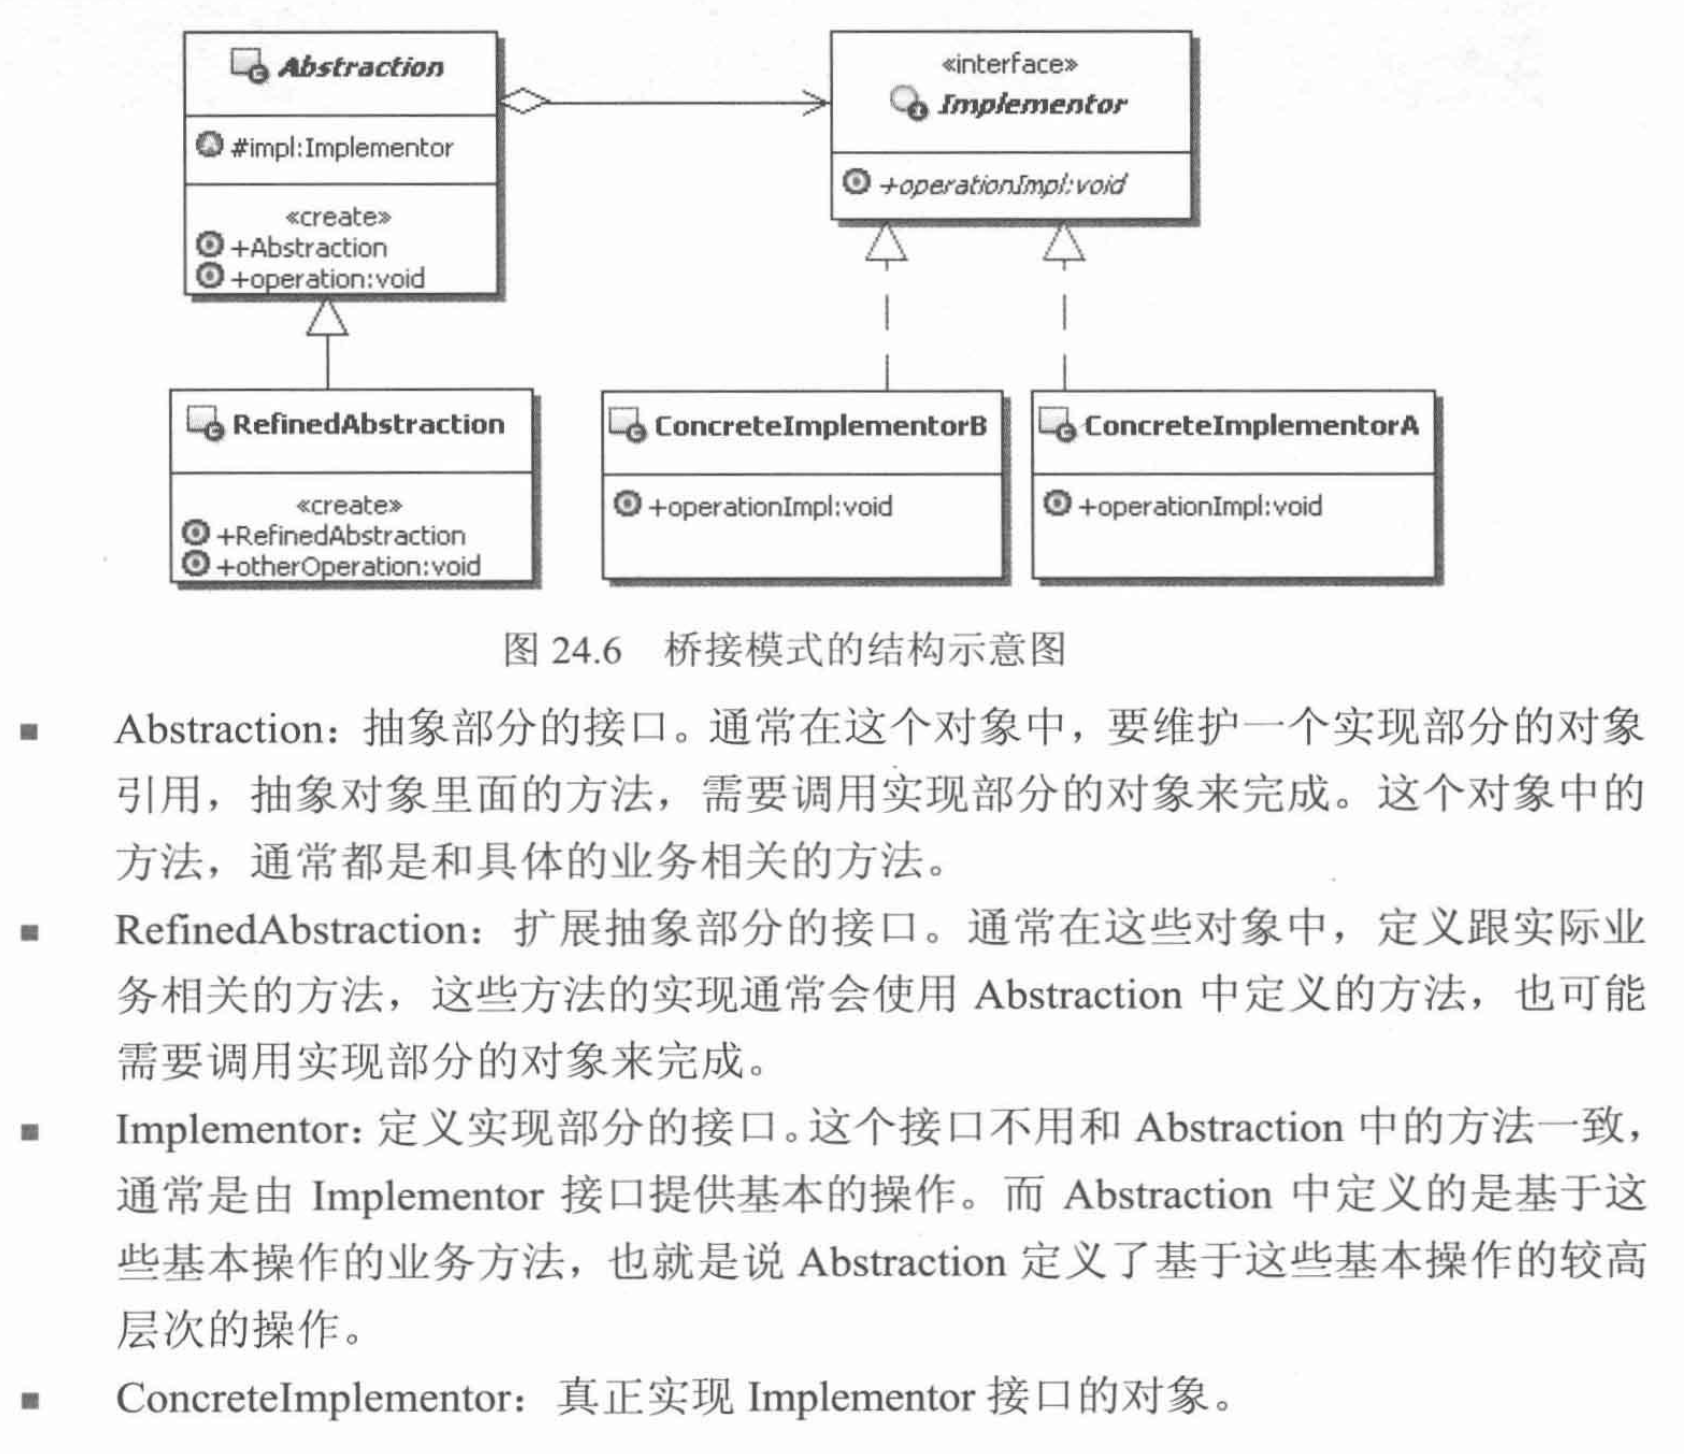 Abstraction
#impl:Implementor
«create»
+Abstraction
+operation:void
«interface»
Implementor
+operationImpl:void
RefinedAbstraction
«create»
+RefinedAbstraction
+otherOperation:void
ConcreteImplementorB
+operationImpl:void
ConcreteImplementorA
+operationImpl:void
图 24.6 桥接模式的结构示意图
■ Abstraction：抽象部分的接口。通常在这个对象中，要维护一个实现部分的对象
引用，抽象对象里面的方法，需要调用实现部分的对象来完成。这个对象中的
方法，通常都是和具体的业务相关的方法。
■ RefinedAbstraction：扩展抽象部分的接口。通常在这些对象中，定义跟实际业
务相关的方法，这些方法的实现通常会使用 Abstraction 中定义的方法，也可能
需要调用实现部分的对象来完成。
■ Implementor：定义实现部分的接口。这个接口不用和 Abstraction 中的方法一致，
通常是由 Implementor 接口提供基本的操作。而 Abstraction 中定义的是基于这
些基本操作的业务方法，也就是说 Abstraction 定义了基于这些基本操作的较高
层次的操作。
■ ConcreteImplementor：真正实现 Implementor 接口的对象。